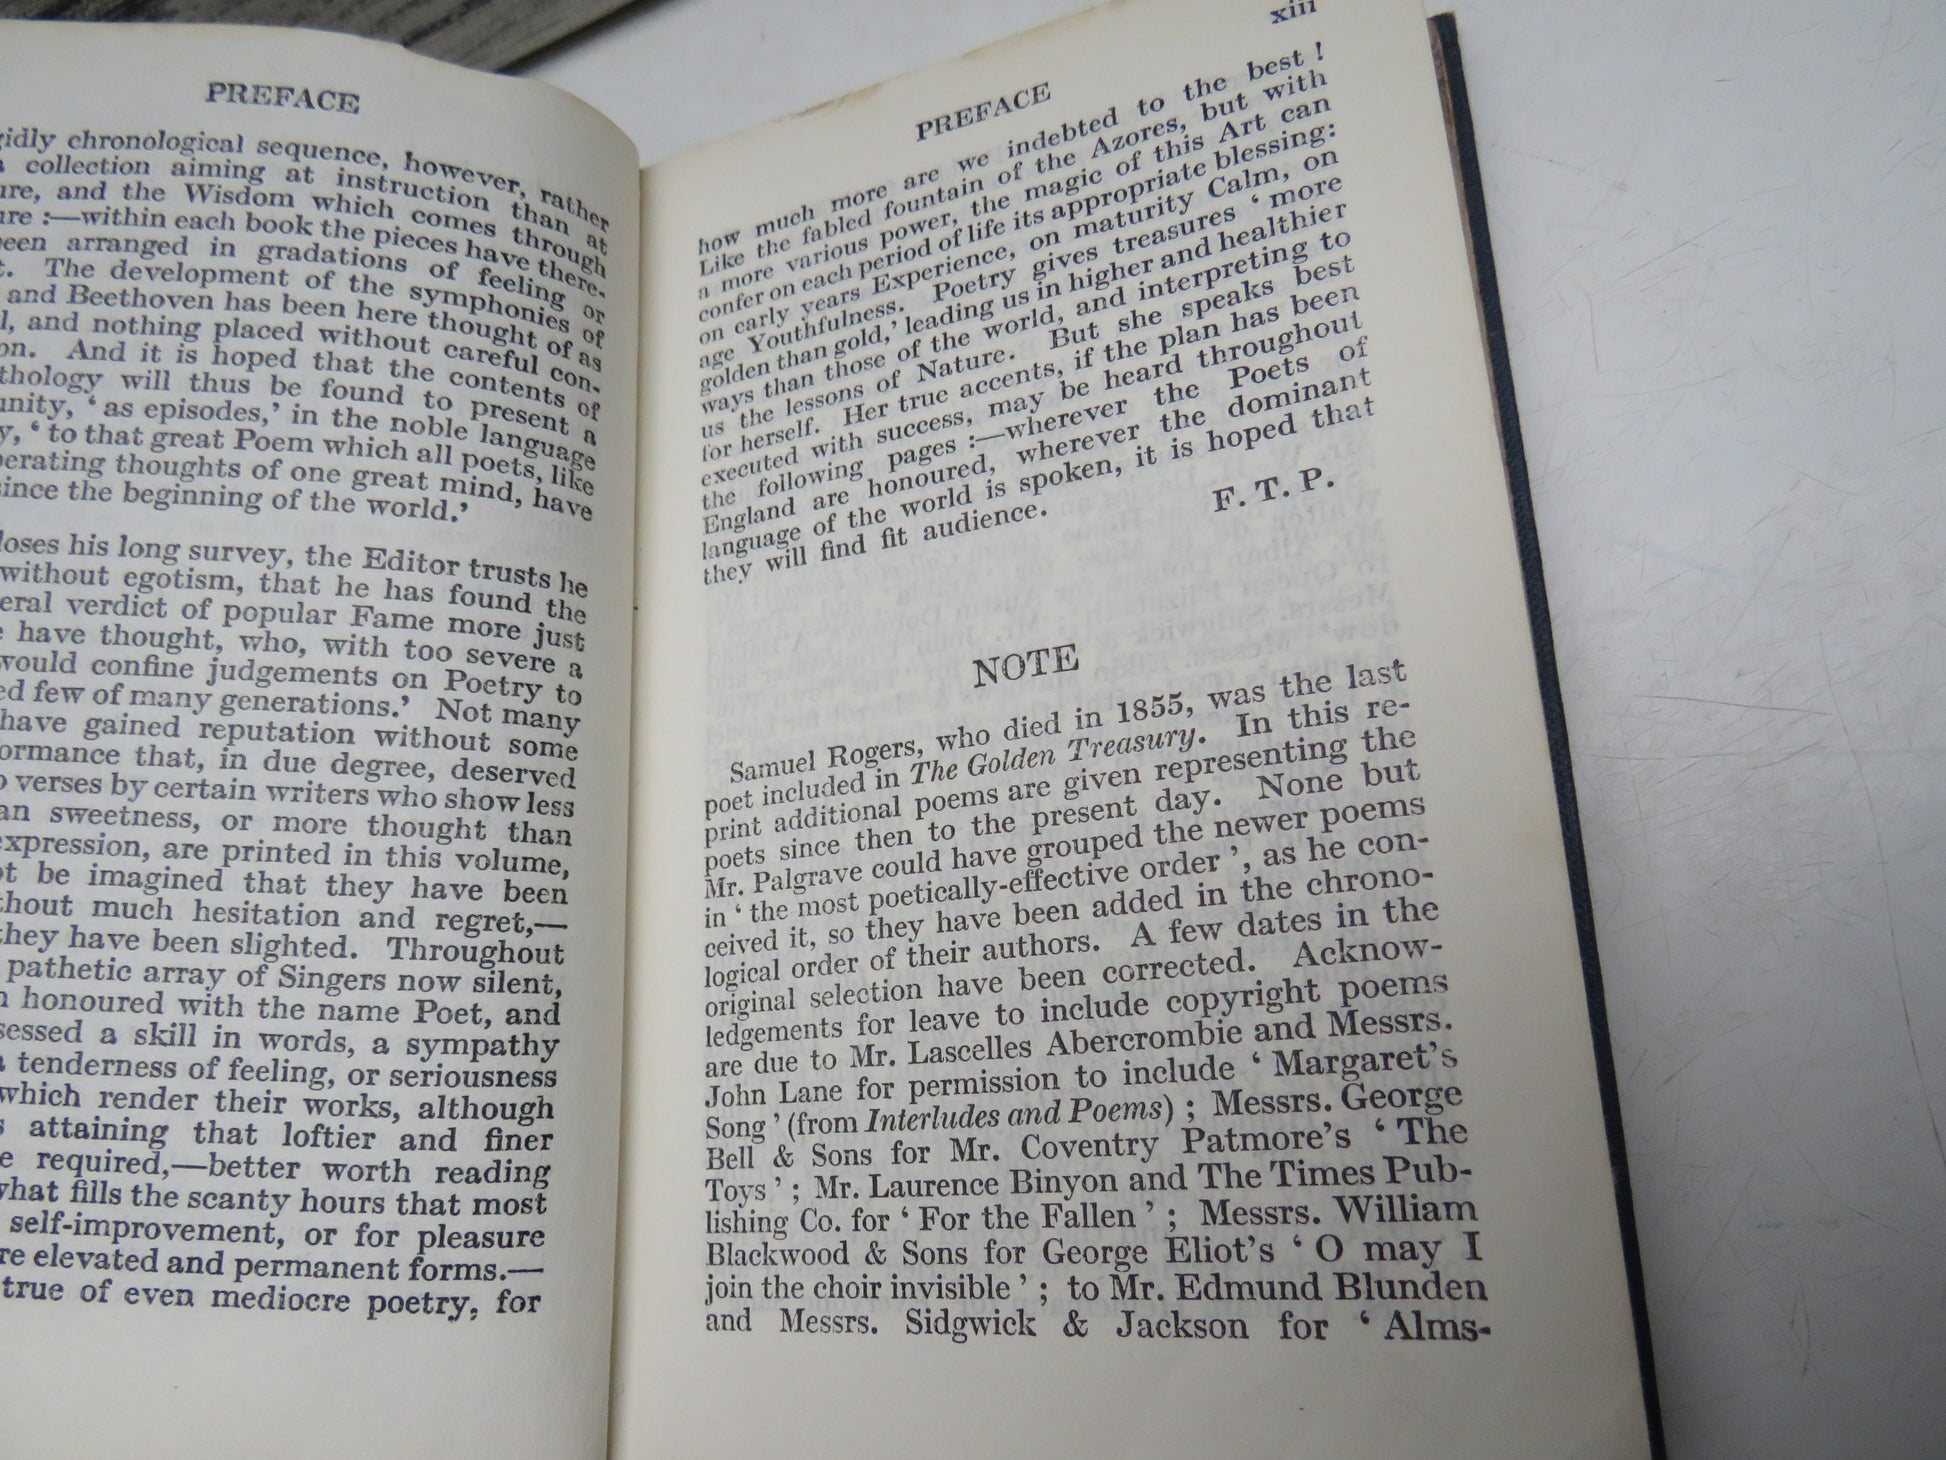 PREFACE
gidly chronological sequence, however, rather
collection aiming at instruction than at
ure, and the Wisdom which comes through
ure :—within each book the pieces have there-
been arranged in gradations of feeling or
t. The development of the symphonies of
and Beethoven has been here thought of as
l, and nothing placed without careful con-
on. And it is hoped that the contents of
thology will thus be found to present a
unity, ‘ as episodes,’ in the noble language
y, ‘ to that great Poem which all poets, like
perating thoughts of one great mind, have
since the beginning of the world.’
loses his long survey, the Editor trusts he
without egotism, that he has found the
eral verdict of popular Fame more just
e have thought, who, with too severe a
would confine judgements on Poetry to
ed few of many generations.’ Not many
have gained reputation without some
ormance that, in due degree, deserved
o verses by certain writers who show less
an sweetness, or more thought than
expression, are printed in this volume,
ot be imagined that they have been
thout much hesitation and regret,—
they have been slighted. Throughout
pathetic array of Singers now silent,
n honoured with the name Poet, and
sessed a skill in words, a sympathy
a tenderness of feeling, or seriousness
which render their works, although
s attaining that loftier and finer
e required,—better worth reading
what fills the scanty hours that most
self-improvement, or for pleasure
re elevated and permanent forms.—
true of even mediocre poetry, for
PREFACE
xiii
how much more are we indebted to the best !
Like the fabled fountain of the Azores, but with
a more various power, the magic of this Art can
confer on each period of life its appropriate blessing:
on early years Experience, on maturity Calm, on
age Youthfulness. Poetry gives treasures ‘ more
golden than gold,’ leading us in higher and healthier
ways than those of the world, and interpreting to
us the lessons of Nature. But she speaks best
for herself. Her true accents, if the plan has been
executed with success, may be heard throughout
the following pages :—wherever the Poets of
England are honoured, wherever the dominant
language of the world is spoken, it is hoped that
they will find fit audience.
F. T. P.
NOTE
Samuel Rogers, who died in 1855, was the last
poet included in The Golden Treasury. In this re-
print additional poems are given representing the
poets since then to the present day. None but
Mr. Palgrave could have grouped the newer poems
in ‘ the most poetically-effective order ’, as he con-
ceived it, so they have been added in the chrono-
logical order of their authors. A few dates in the
original selection have been corrected. Acknow-
ledgements for leave to include copyright poems
are due to Mr. Lascelles Abercrombie and Messrs.
John Lane for permission to include ‘ Margaret’s
Song ’ (from Interludes and Poems) ; Messrs. George
Bell & Sons for Mr. Coventry Patmore’s ‘ The
Toys ’ ; Mr. Laurence Binyon and The Times Pub-
lishing Co. for ‘ For the Fallen ’ ; Messrs. William
Blackwood & Sons for George Eliot’s ‘ O may I
join the choir invisible ’ ; to Mr. Edmund Blunden
and Messrs. Sidgwick & Jackson for ‘ Alms-